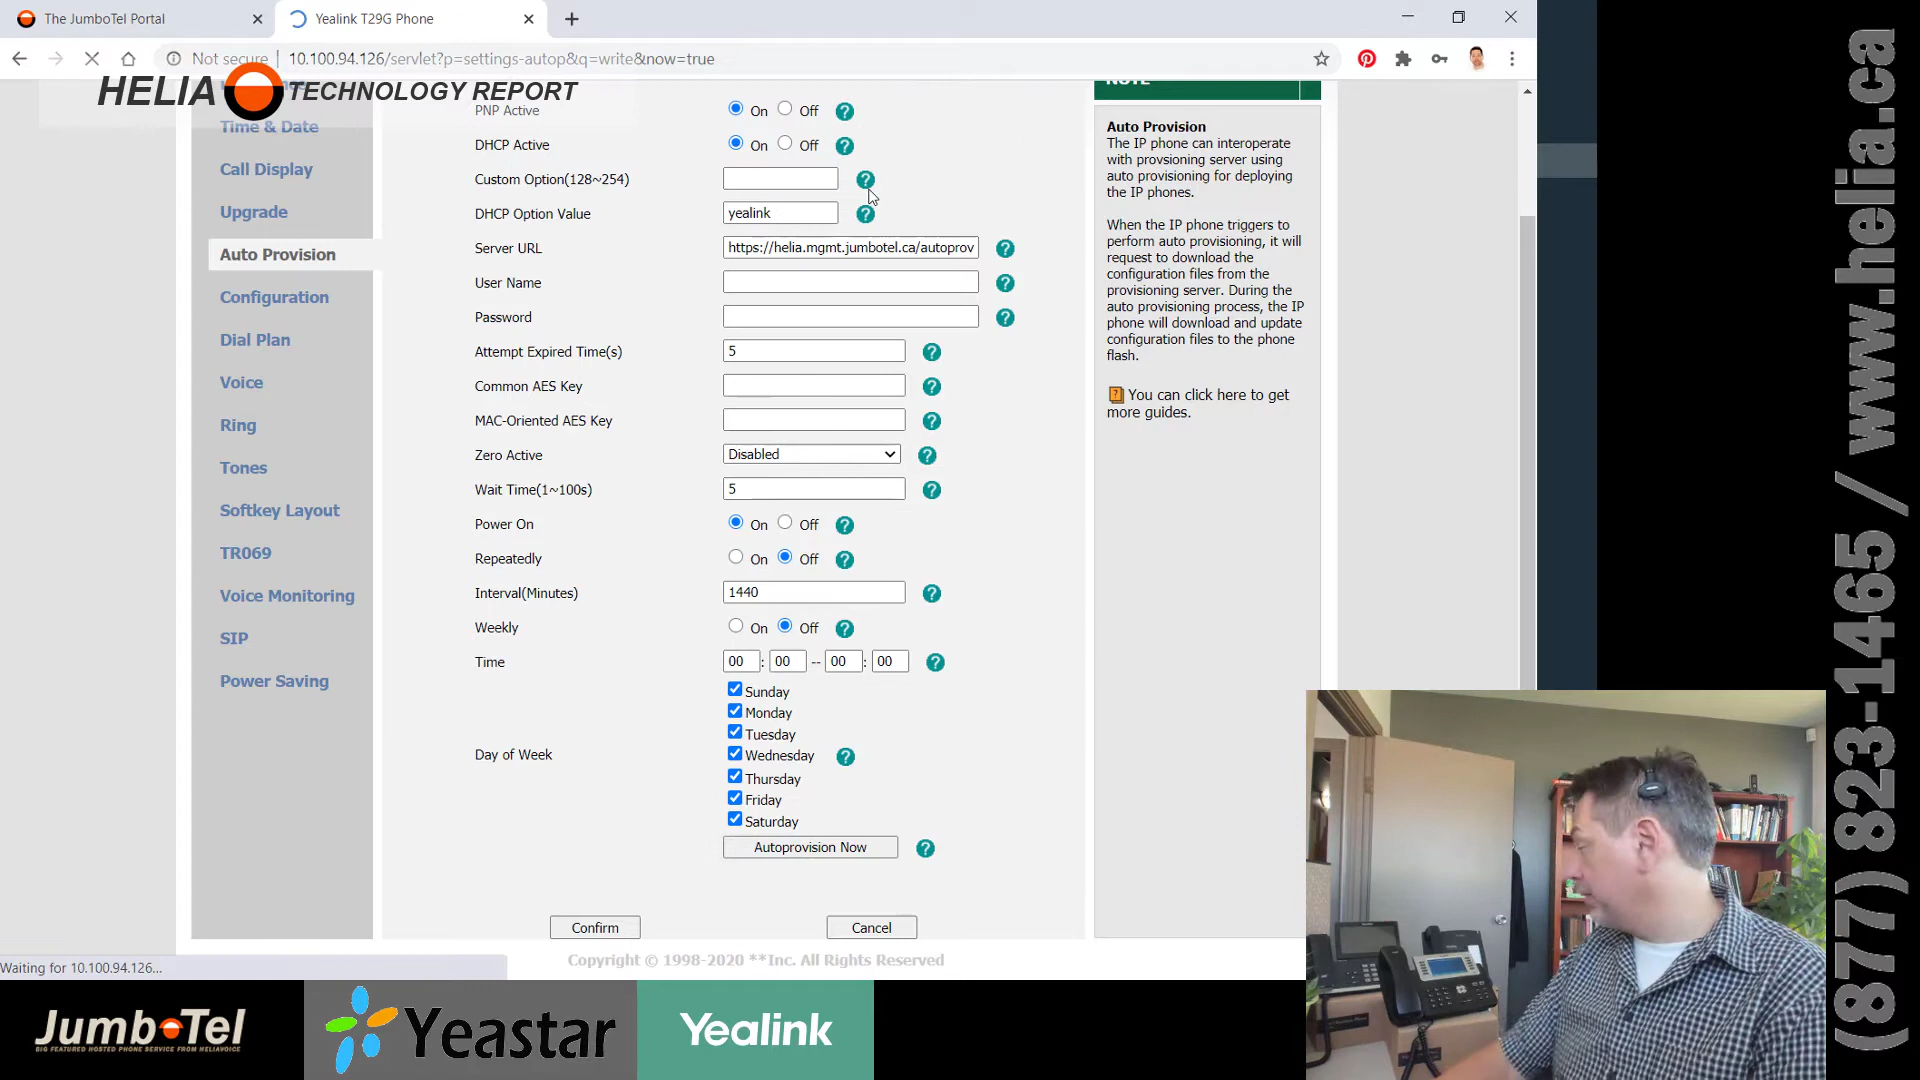 The JumboTel Portal
Yealink T29G Phone
Not secure
10.100.94.126/servlet?p=settings-autop&q=write&now=true
HELIA TECHNOLOGY REPORT
NOTE
Time & Date
Call Display
Upgrade
Auto Provision
Configuration
Dial Plan
Voice
Ring
Tones
Softkey Layout
TR069
Voice Monitoring
SIP
Power Saving
PNP Active On Off ?
DHCP Active On Off ?
Custom Option(128~254) ?
DHCP Option Value yealink ?
Server URL https://helia.mgmt.jumbotel.ca/autoprov ?
User Name ?
Password ?
Attempt Expired Time(s) 5 ?
Common AES Key ?
MAC-Oriented AES Key ?
Zero Active Disabled ?
Wait Time(1~100s) 5 ?
Power On On Off ?
Repeatedly On Off ?
Interval(Minutes) 1440 ?
Weekly On Off ?
Time 00 : 00 -- 00 : 00 ?
Sunday
Monday
Tuesday
Day of Week Wednesday ?
Thursday
Friday
Saturday
Autoprovision Now ?
Confirm Cancel
Auto Provision
The IP phone can interoperate
with provsioning server using
auto provisioning for deploying
the IP phones.
When the IP phone triggers to
perform auto provisioning, it will
request to download the
configuration files from the
provisioning server. During the
auto provisioning process, the IP
phone will download and update
configuration files to the phone
flash.
? You can click here to get
more guides.
Waiting for 10.100.94.126...
Copyright © 1998-2020 **Inc. All Rights Reserved
JumboTel
BIG FEATURED HOSTED PHONE SERVICE FROM HELIAVOICE
Yeastar
Yealink
(877) 823-1465 / www.helia.ca